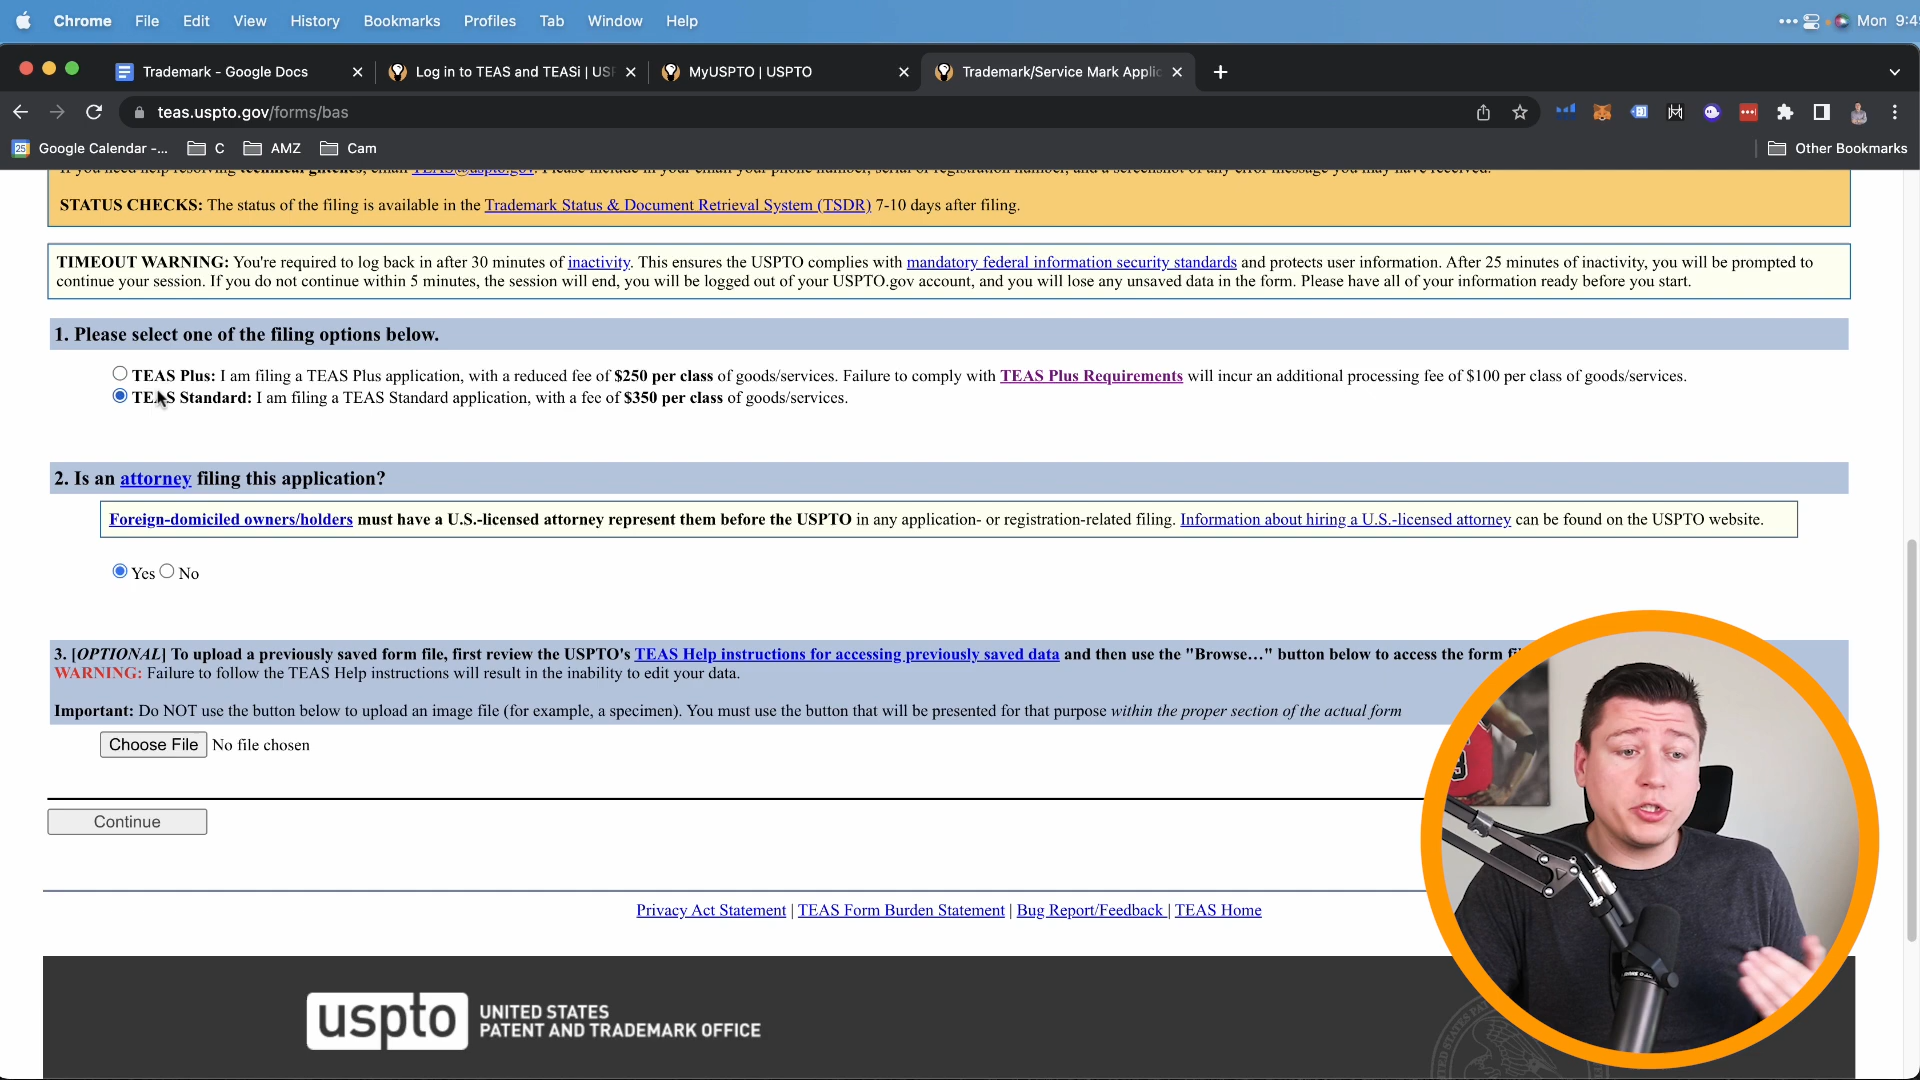 Chrome File Edit View History Bookmarks Profiles Tab Window Help Mon 9:4
Trademark - Google Docs Log in to TEAS and TEASi | US MyUSPTO | USPTO Trademark/Service Mark Applic
teas.uspto.gov/forms/bas
Google Calendar -... C AMZ Cam Other Bookmarks
If you need help resolving technical glitches, email TEAS@uspto.gov. Please include in your email your phone number, serial or registration number, and a screenshot of any error message you may have received.
STATUS CHECKS: The status of the filing is available in the Trademark Status & Document Retrieval System (TSDR) 7-10 days after filing.
TIMEOUT WARNING: You're required to log back in after 30 minutes of inactivity. This ensures the USPTO complies with mandatory federal information security standards and protects user information. After 25 minutes of inactivity, you will be prompted to
continue your session. If you do not continue within 5 minutes, the session will end, you will be logged out of your USPTO.gov account, and you will lose any unsaved data in the form. Please have all of your information ready before you start.
1. Please select one of the filing options below.
TEAS Plus: I am filing a TEAS Plus application, with a reduced fee of $250 per class of goods/services. Failure to comply with TEAS Plus Requirements will incur an additional processing fee of $100 per class of goods/services.
TEAS Standard: I am filing a TEAS Standard application, with a fee of $350 per class of goods/services.
2. Is an attorney filing this application?
Foreign-domiciled owners/holders must have a U.S.-licensed attorney represent them before the USPTO in any application- or registration-related filing. Information about hiring a U.S.-licensed attorney can be found on the USPTO website.
Yes No
3. [OPTIONAL] To upload a previously saved form file, first review the USPTO's TEAS Help instructions for accessing previously saved data and then use the "Browse…" button below to access the form
WARNING: Failure to follow the TEAS Help instructions will result in the inability to edit your data.
Important: Do NOT use the button below to upload an image file (for example, a specimen). You must use the button that will be presented for that purpose within the proper section of the actual form
Choose File No file chosen
Continue
Privacy Act Statement | TEAS Form Burden Statement | Bug Report/Feedback | TEAS Home
uspto UNITED STATES
PATENT AND TRADEMARK OFFICE